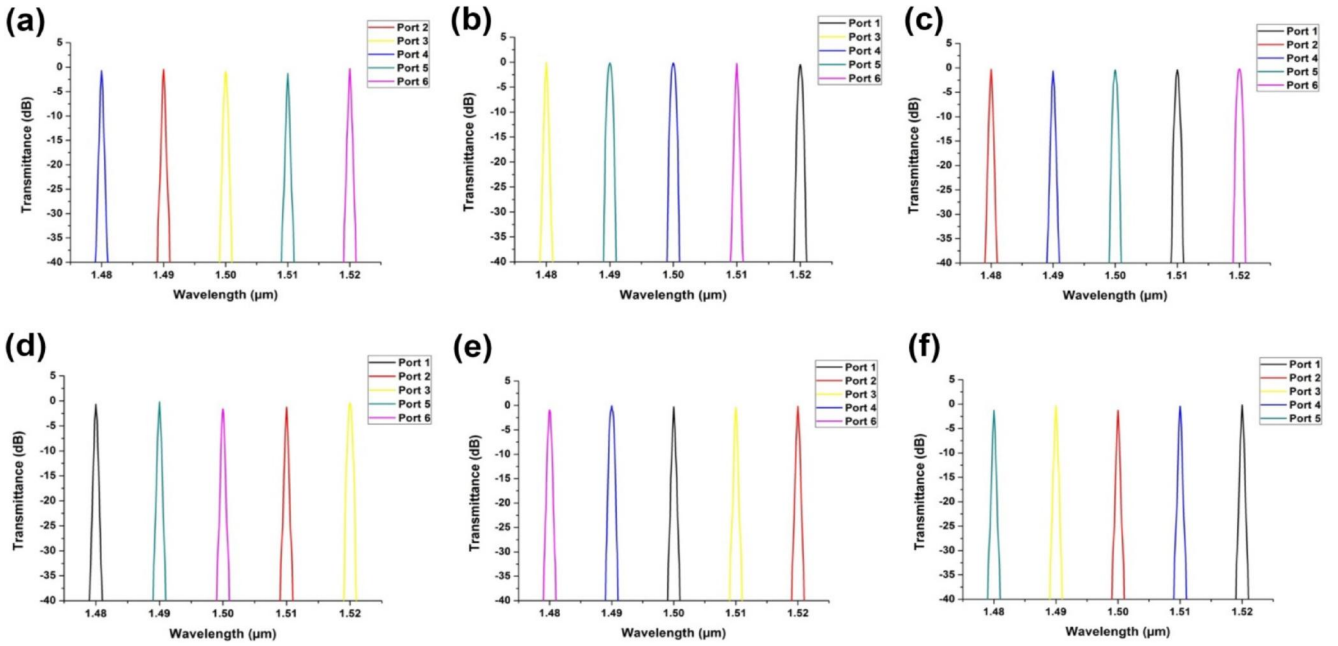 (a)
Port 2
Port 3
Port 4
Port 5
Port 6
5
0
-5
-10
-15
-20
-25
-30
-35
-40
Transmittance (dB)
1.48 1.49 1.50 1.51 1.52
Wavelength (µm)
(b)
Port 1
Port 3
Port 4
Port 5
Port 6
5
0
-5
-10
-15
-20
-25
-30
-35
-40
Transmittance (dB)
1.48 1.49 1.50 1.51 1.52
Wavelength (µm)
(c)
Port 1
Port 2
Port 4
Port 5
Port 6
5
0
-5
-10
-15
-20
-25
-30
-35
-40
Transmittance (dB)
1.48 1.49 1.50 1.51 1.52
Wavelength (µm)
(d)
Port 1
Port 2
Port 3
Port 5
Port 6
5
0
-5
-10
-15
-20
-25
-30
-35
-40
Transmittance (dB)
1.48 1.49 1.50 1.51 1.52
Wavelength (µm)
(e)
Port 1
Port 2
Port 3
Port 4
Port 6
5
0
-5
-10
-15
-20
-25
-30
-35
-40
Transmittance (dB)
1.48 1.49 1.50 1.51 1.52
Wavelength (µm)
(f)
Port 1
Port 2
Port 3
Port 4
Port 5
5
0
-5
-10
-15
-20
-25
-30
-35
-40
Transmittance (dB)
1.48 1.49 1.50 1.51 1.52
Wavelength (µm)